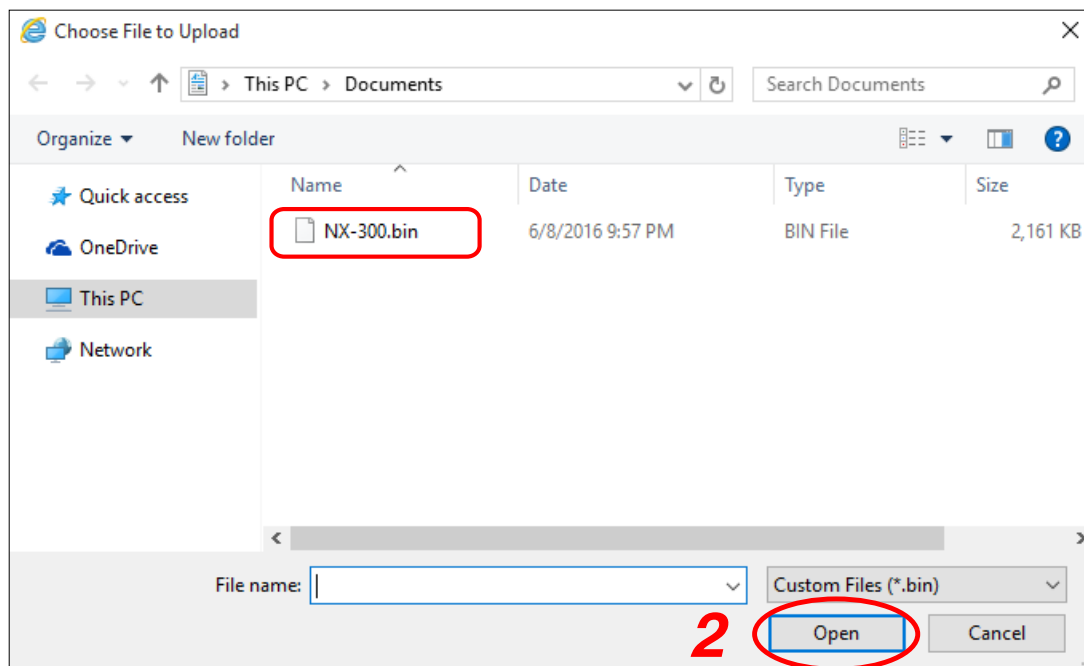 Choose File to Upload
This PC > Documents
Search Documents
Organize
New folder
?
Name
Date
Type
Size
Quick access
OneDrive
This PC
Network
NX-300.bin
6/8/2016 9:57 PM
BIN File
2,161 KB
File name:
Custom Files (*.bin)
2
Open
Cancel